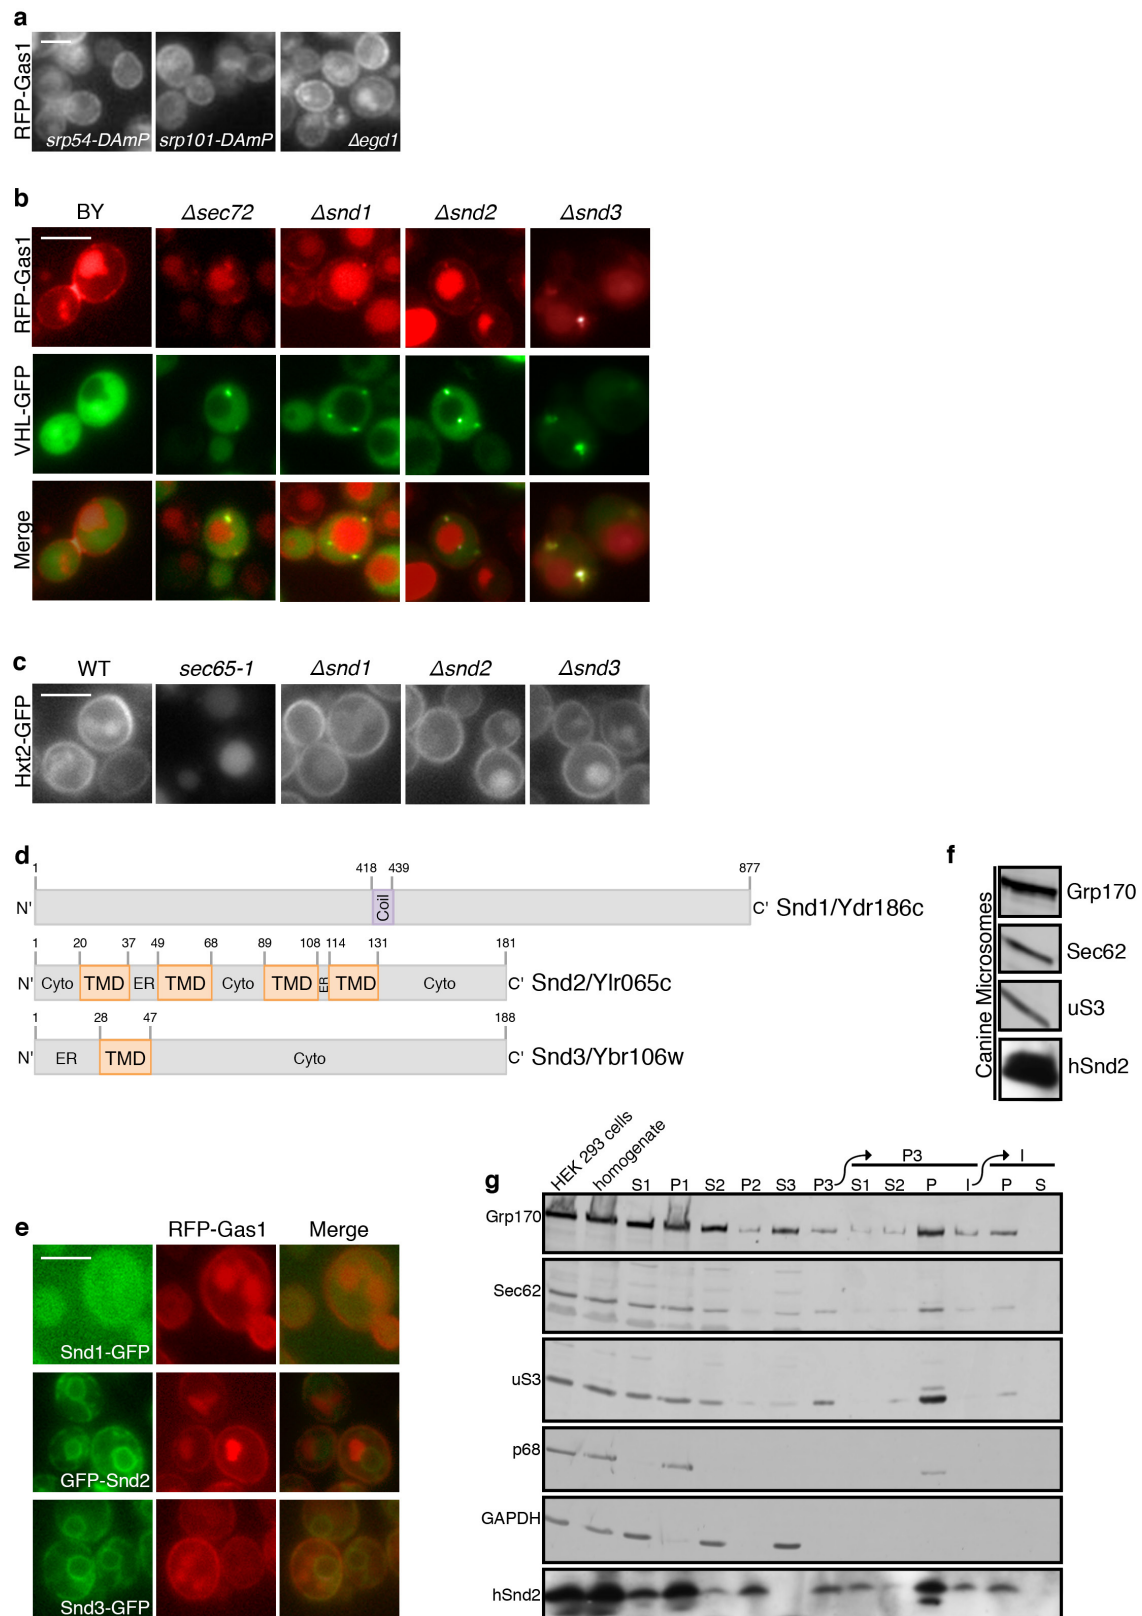 a
RFP-Gas1
srp54-DAmP srp101-DAmP Δegd1
b
BY Δsec72 Δsnd1 Δsnd2 Δsnd3
RFP-Gas1
VHL-GFP
Merge
c
WT sec65-1 Δsnd1 Δsnd2 Δsnd3
Hxt2-GFP
d
1 418 439 877
N' Coil C' Snd1/Ydr186c
1 20 37 49 68 89 108 114 131 181
N' Cyto TMD ER TMD Cyto TMD ER TMD Cyto C' Snd2/Ylr065c
1 28 47 188
N' ER TMD Cyto C' Snd3/Ybr106w
f
Canine Microsomes
Grp170
Sec62
uS3
hSnd2
e
RFP-Gas1 Merge
Snd1-GFP
GFP-Snd2
Snd3-GFP
g
P3 I
HEK 293 cells homogenate S1 P1 S2 P2 S3 P3 S1 S2 P I P S
Grp170
Sec62
uS3
p68
GAPDH
hSnd2